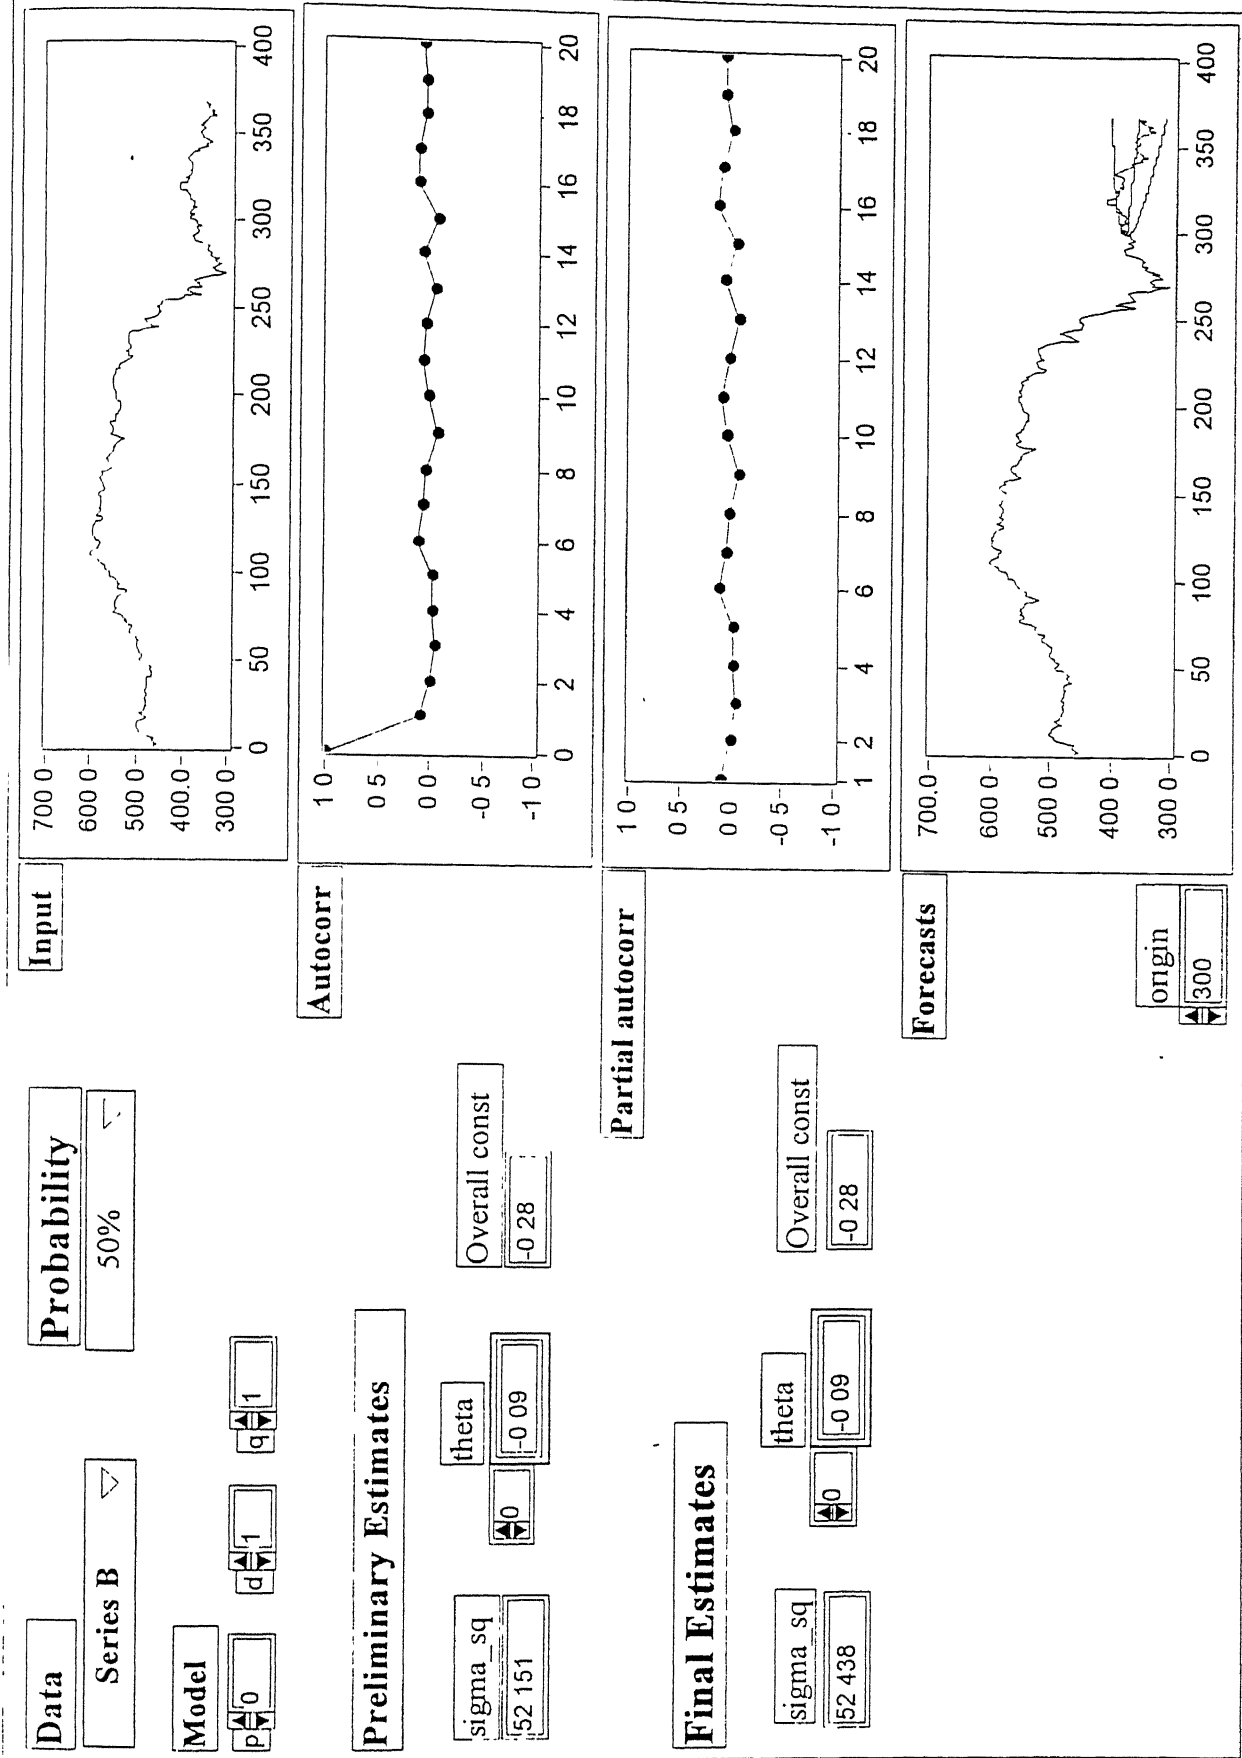 Data
Series B
Probability
50%
Model
p 0
d 1
q 1
Preliminary Estimates
sigma_sq
52 151
theta
0
-0 09
Overall const
-0 28
Final Estimates
sigma_sq
52 438
theta
0
-0 09
Overall const
-0 28
Input
700 0
600 0
500 0
400.0
300 0
0 50 100 150 200 250 300 350 400
Autocorr
1 0
0 5
0 0
-0 5
-1 0
0 2 4 6 8 10 12 14 16 18 20
Partial autocorr
1 0
0 5
0 0
-0 5
-1 0
1 2 4 6 8 10 12 14 16 18 20
Forecasts
700.0
600 0
500 0
400 0
300 0
0 50 100 150 200 250 300 350 400
origin
300